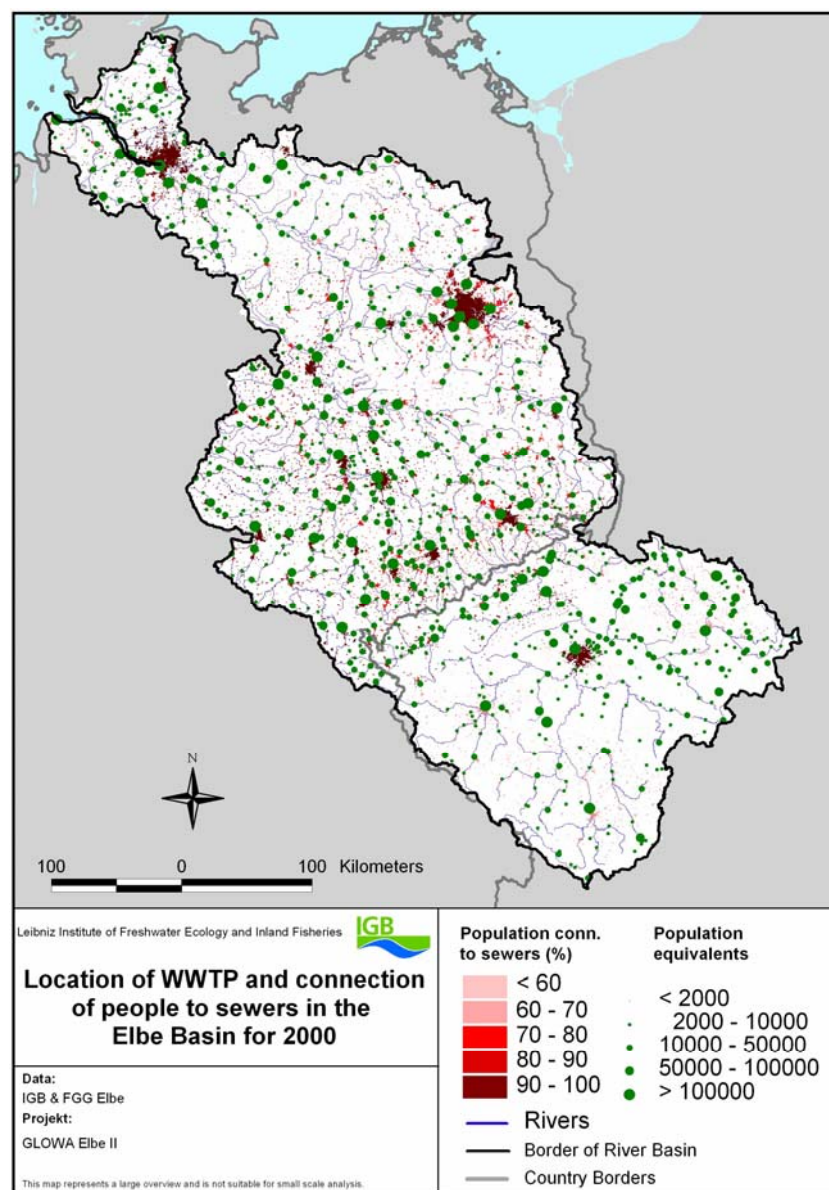 N
100 0 100 Kilometers
Leibniz Institute of Freshwater Ecology and Inland Fisheries
IGB
Location of WWTP and connection
of people to sewers in the
Elbe Basin for 2000
Data:
IGB & FGG Elbe
Projekt:
GLOWA Elbe II
This map represents a large overview and is not suitable for small scale analysis.
Population conn.
to sewers (%)
< 60
60 - 70
70 - 80
80 - 90
90 - 100
Population
equivalents
< 2000
2000 - 10000
10000 - 50000
50000 - 100000
> 100000
Rivers
Border of River Basin
Country Borders